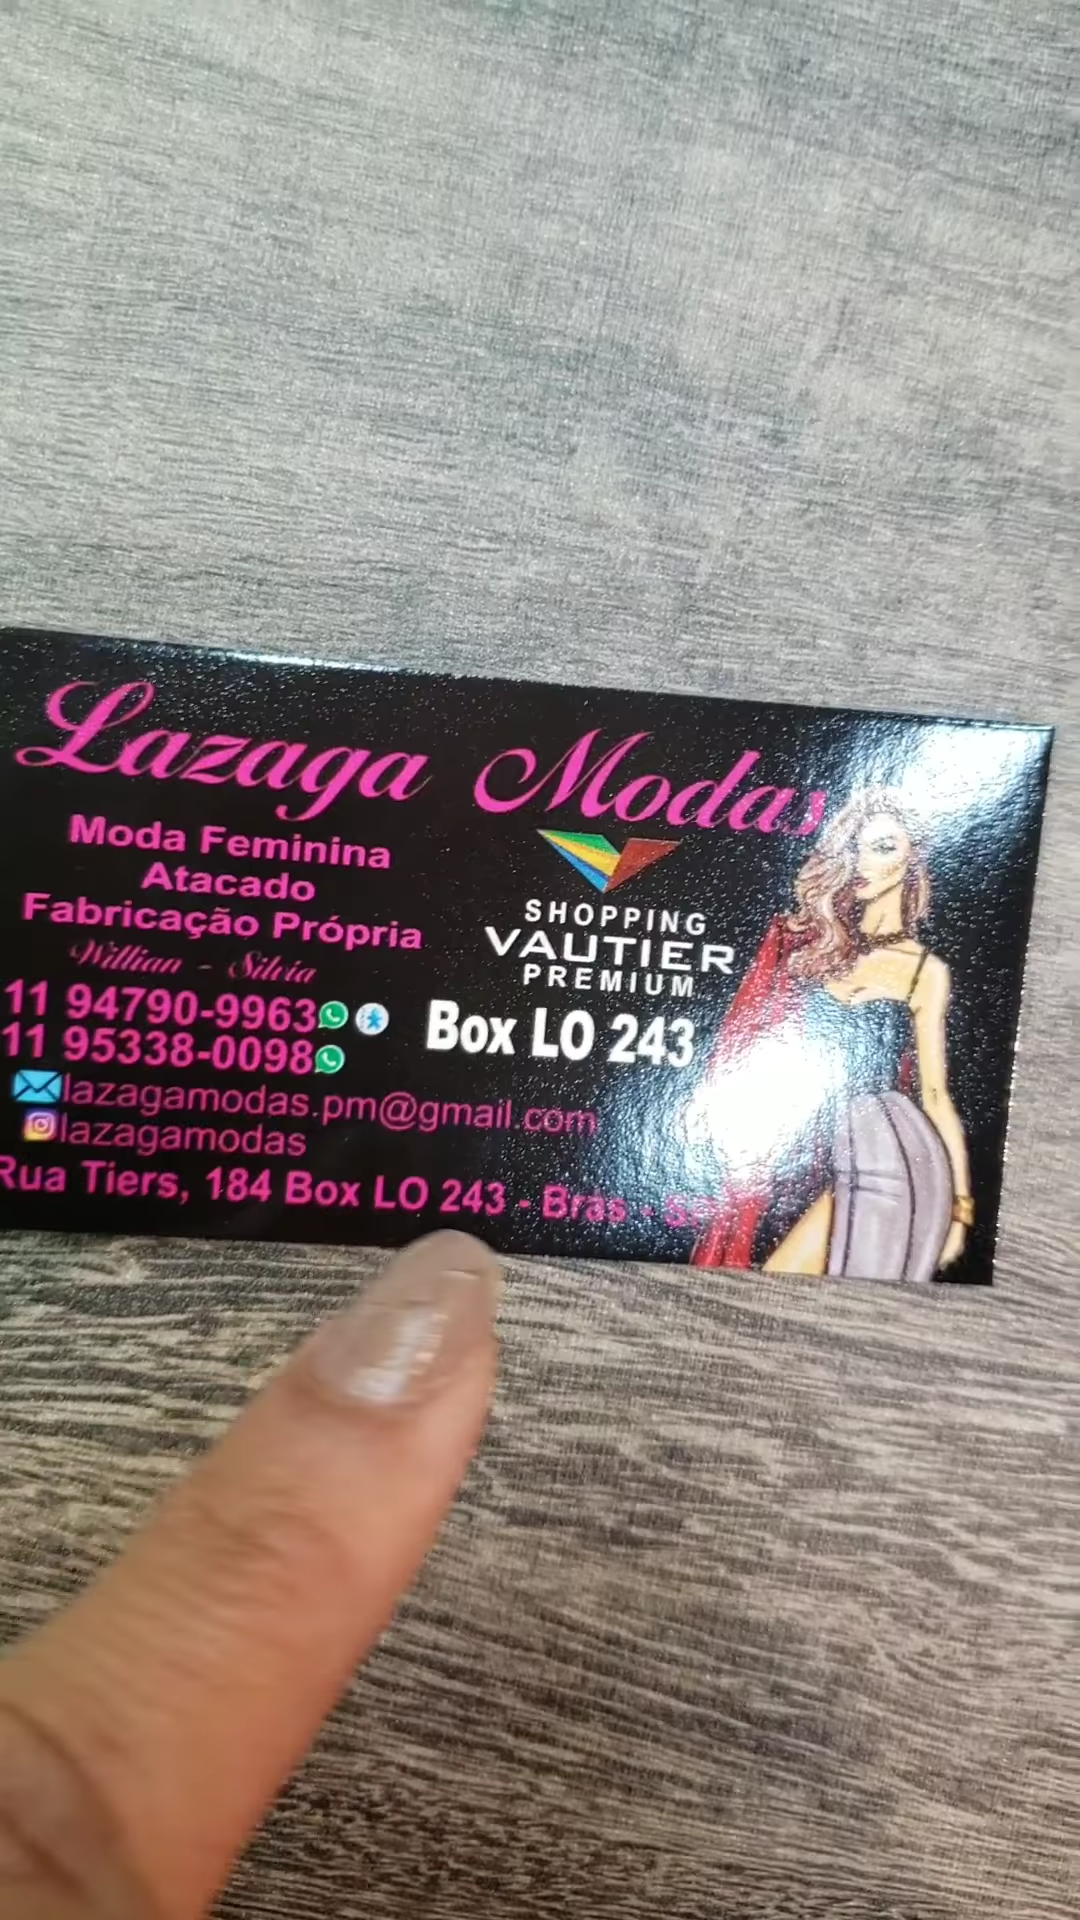 Lazaga Modas
Moda Feminina
Atacado
Fabricação Própria
Willian - Silvia
11 94790-9963
11 95338-0098
lazagamodas.pm@gmail.com
lazagamodas
SHOPPING
VAUTIER
PREMIUM
Box LO 243
Rua Tiers, 184 Box LO 243 - Bras -